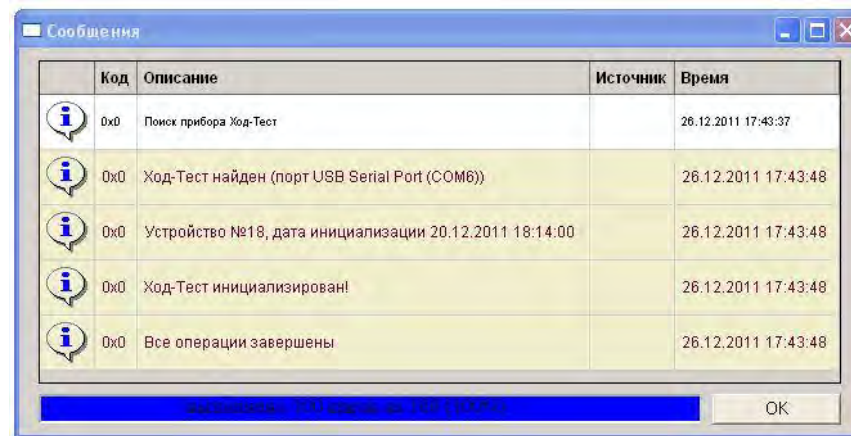 Сообщения
Код Описание Источник Время
0x0 Поиск прибора Ход-Тест 26.12.2011 17:43:37
0x0 Ход-Тест найден (порт USB Serial Port (COM6)) 26.12.2011 17:43:48
0x0 Устройство №18, дата инициализации 20.12.2011 18:14:00 26.12.2011 17:43:48
0x0 Ход-Тест инициализирован! 26.12.2011 17:43:48
0x0 Все операции завершены 26.12.2011 17:43:48
OK